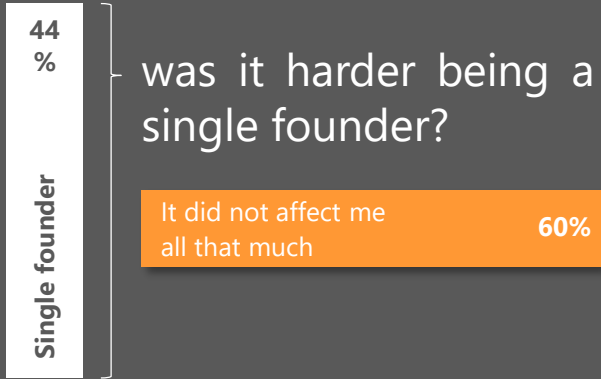 44
%
Single founder
was it harder being a
single founder?
It did not affect me
all that much
60%